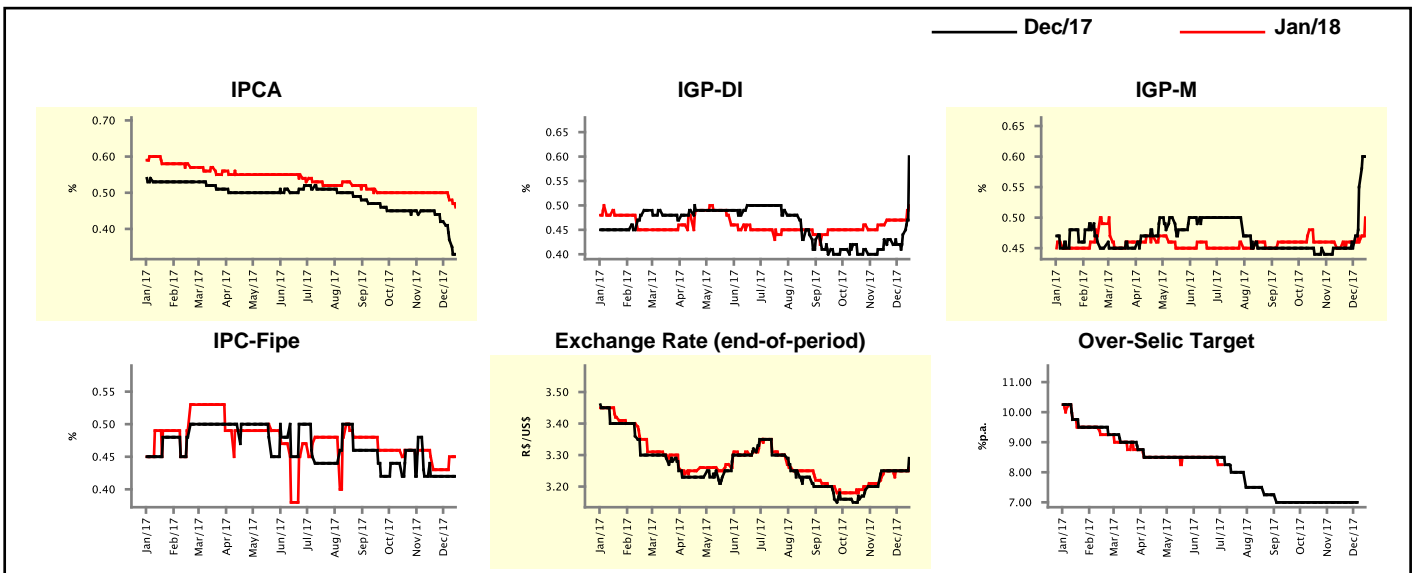 Dec/17 Jan/18
IPCA
0.70
0.60
0.50
0.40
%
Jan/17 Feb/17 Mar/17 Apr/17 May/17 Jun/17 Jul/17 Aug/17 Sep/17 Oct/17 Nov/17 Dec/17
IGP-DI
0.65
0.60
0.55
0.50
0.45
0.40
%
Jan/17 Feb/17 Mar/17 Apr/17 May/17 Jun/17 Jul/17 Aug/17 Sep/17 Oct/17 Nov/17 Dec/17
IGP-M
0.65
0.60
0.55
0.50
0.45
%
Jan/17 Feb/17 Mar/17 Apr/17 May/17 Jun/17 Jul/17 Aug/17 Sep/17 Oct/17 Nov/17 Dec/17
IPC-Fipe
0.55
0.50
0.45
0.40
%
Jan/17 Feb/17 Mar/17 Apr/17 May/17 Jun/17 Jul/17 Aug/17 Sep/17 Oct/17 Nov/17 Dec/17
Exchange Rate (end-of-period)
3.50
3.40
3.30
3.20
R$/US$
Jan/17 Feb/17 Mar/17 Apr/17 May/17 Jun/17 Jul/17 Aug/17 Sep/17 Oct/17 Nov/17 Dec/17
Over-Selic Target
11.00
10.00
9.00
8.00
7.00
%p.a.
Jan/17 Feb/17 Mar/17 Apr/17 May/17 Jun/17 Jul/17 Aug/17 Sep/17 Oct/17 Nov/17 Dec/17